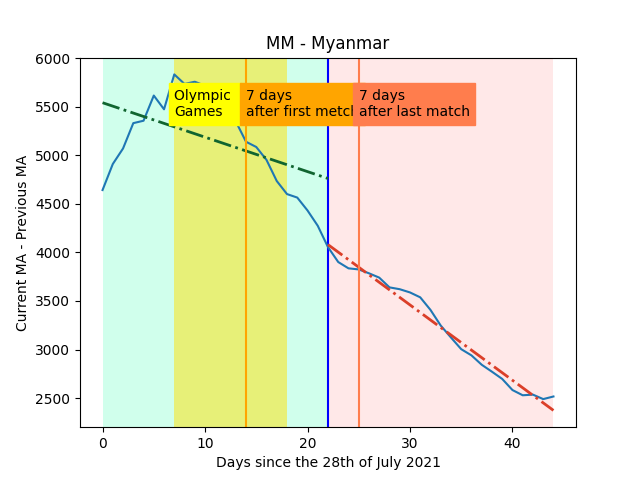 MM - Myanmar
6000
5500
5000
4500
4000
3500
3000
2500
Current MA - Previous MA
Olympic
Games
7 days
after first metch
7 days
after last match
0
10
20
30
40
Days since the 28th of July 2021